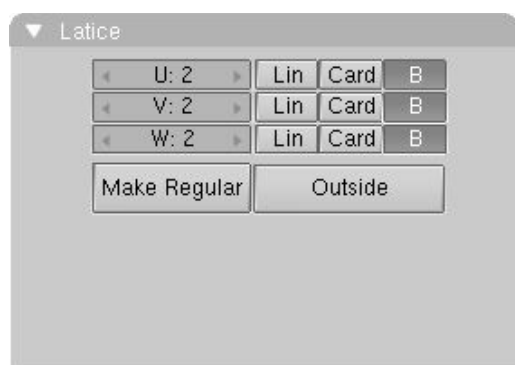 Latice
U: 2 Lin Card B
V: 2 Lin Card B
W: 2 Lin Card B
Make Regular Outside